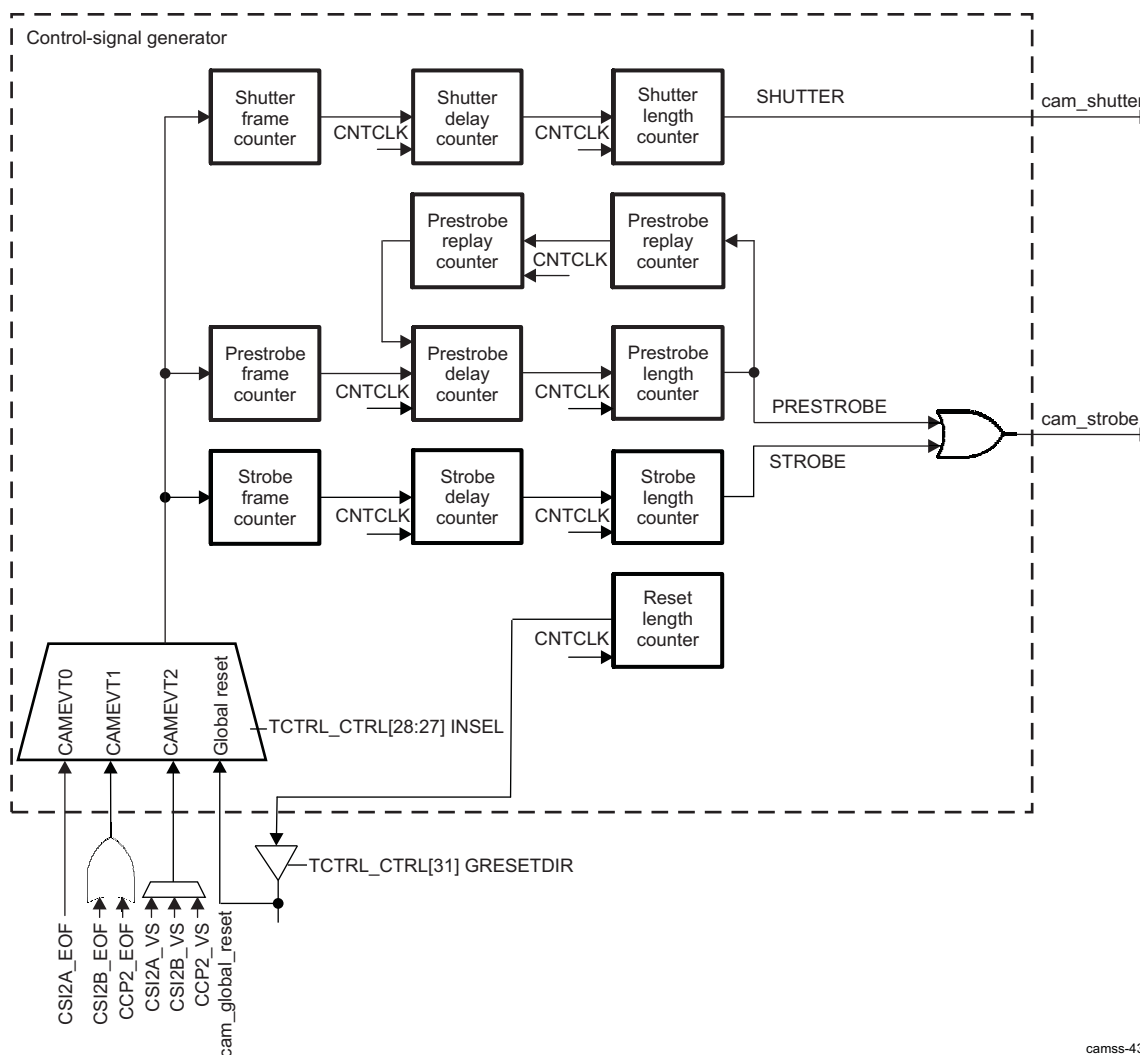 Control-signal generator
Shutter
frame
counter
CNTCLK
Shutter
delay
counter
CNTCLK
Shutter
length
counter
SHUTTER
cam_shutter
Prestrobe
replay
counter
CNTCLK
Prestrobe
replay
counter
Prestrobe
frame
counter
CNTCLK
Prestrobe
delay
counter
CNTCLK
Prestrobe
length
counter
PRESTROBE
cam_strobe
STROBE
Strobe
frame
counter
CNTCLK
Strobe
delay
counter
CNTCLK
Strobe
length
counter
CNTCLK
Reset
length
counter
CAMEVT0
CAMEVT1
CAMEVT2
Global reset
TCTRL_CTRL[28:27] INSEL
TCTRL_CTRL[31] GRESETDIR
CSI2A_EOF
CSI2B_EOF
CCP2_EOF
CSI2A_VS
CSI2B_VS
CCP2_VS
cam_global_reset